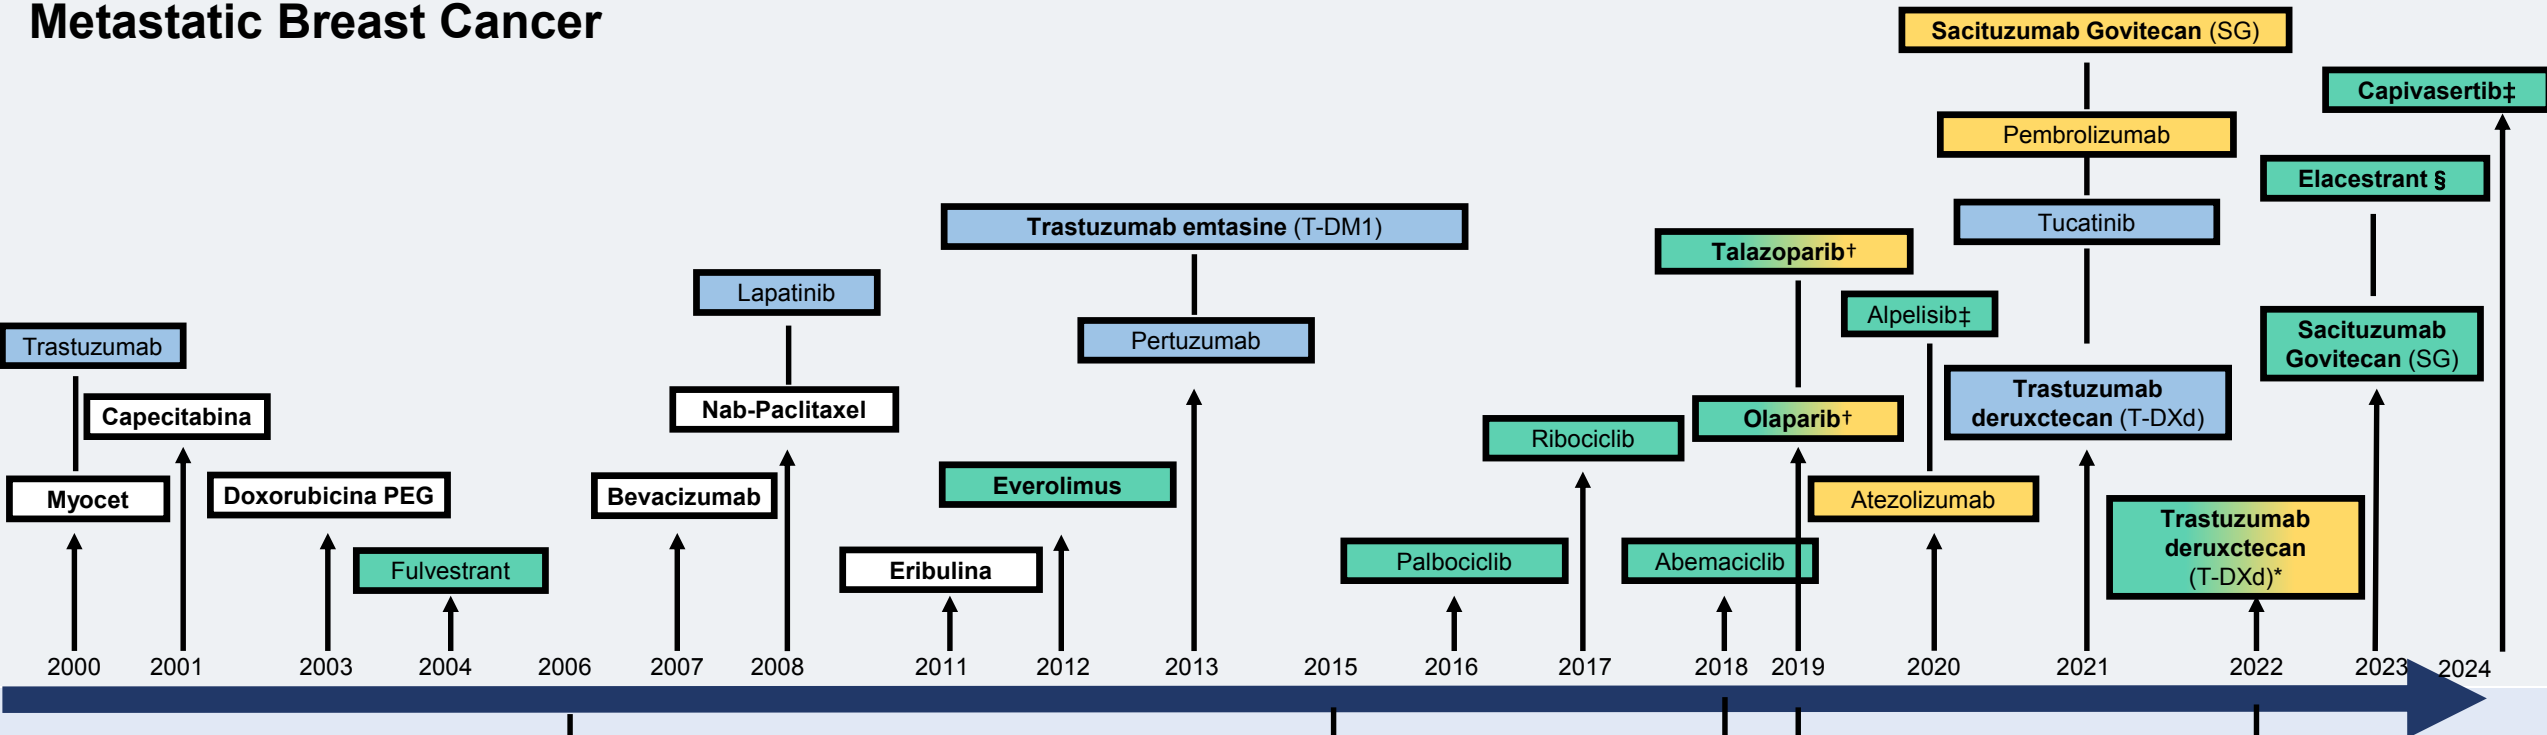 Metastatic Breast Cancer
Sacituzumab Govitecan (SG)
Capivasertib‡
Pembrolizumab
Elacestrant §
Trastuzumab emtasine (T-DM1)
Tucatinib
Talazoparib†
Lapatinib
Alpelisib‡
Trastuzumab
Pertuzumab
Sacituzumab
Govitecan (SG)
Capecitabina
Nab-Paclitaxel
Olaparib†
Trastuzumab
deruxctecan (T-DXd)
Ribociclib
Myocet
Doxorubicina PEG
Bevacizumab
Everolimus
Atezolizumab
Trastuzumab
deruxctecan
(T-DXd)*
Fulvestrant
Eribulina
Palbociclib
Abemaciclib
2000 2001 2003 2004 2006 2007 2008 2011 2012 2013 2015 2016 2017 2018 2019 2020 2021 2022 2023 2024